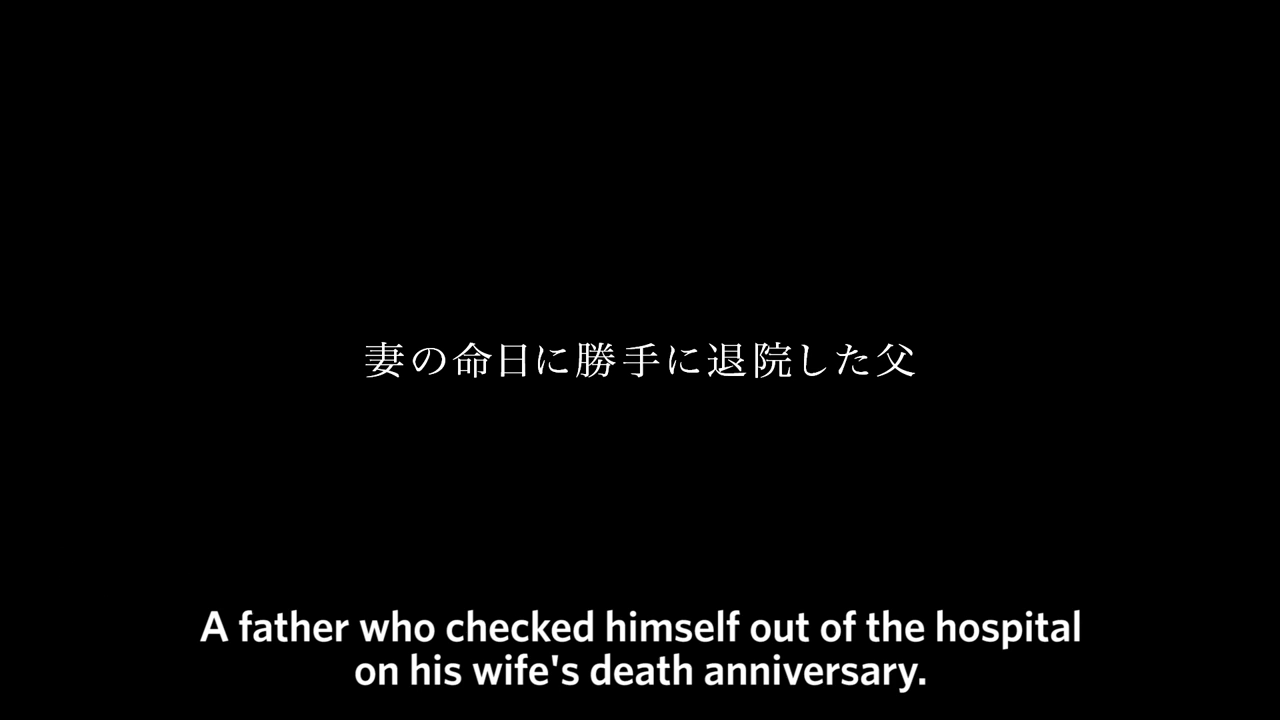 妻の命日に勝手に退院した父
A father who checked himself out of the hospital
on his wife's death anniversary.